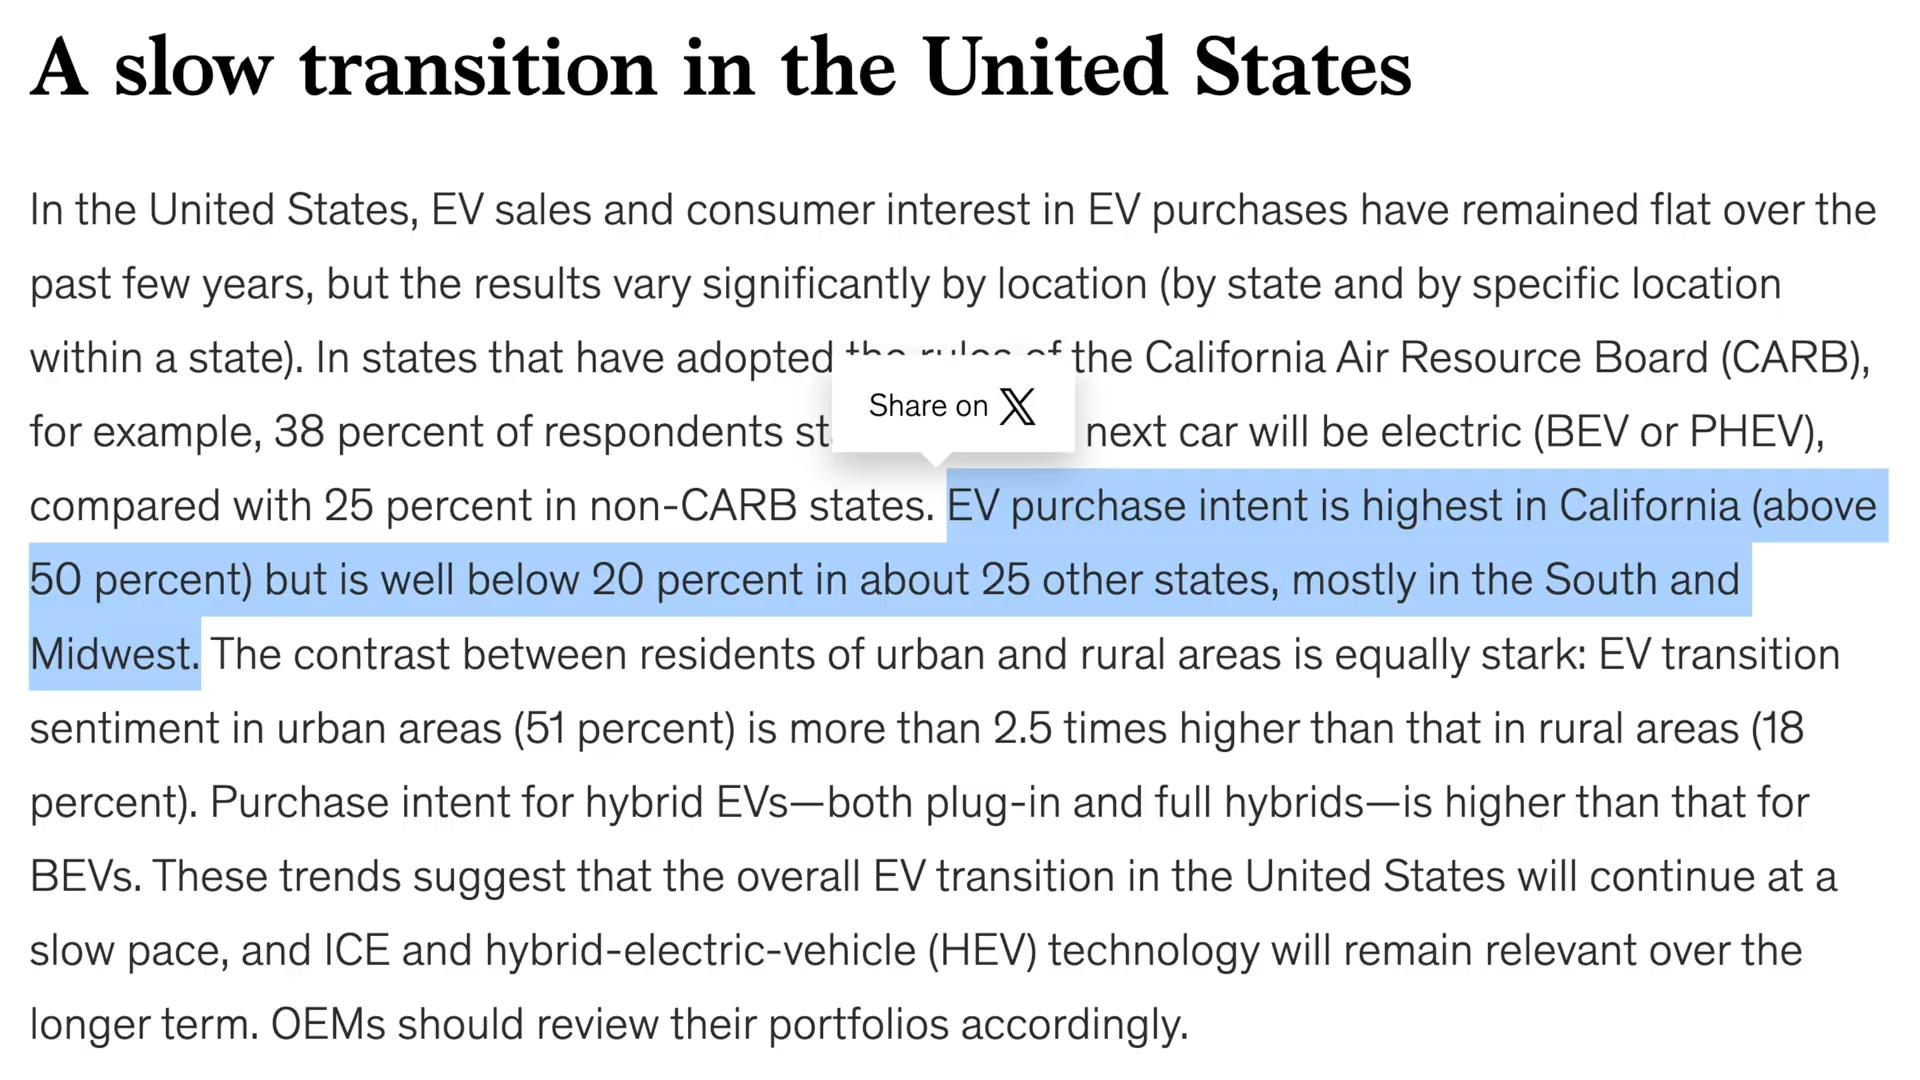 A slow transition in the United States
In the United States, EV sales and consumer interest in EV purchases have remained flat over the
past few years, but the results vary significantly by location (by state and by specific location
within a state). In states that have adopted the rules of the California Air Resource Board (CARB),
Share on X
for example, 38 percent of respondents next car will be electric (BEV or PHEV),
compared with 25 percent in non-CARB states. EV purchase intent is highest in California (above
50 percent) but is well below 20 percent in about 25 other states, mostly in the South and
Midwest. The contrast between residents of urban and rural areas is equally stark: EV transition
sentiment in urban areas (51 percent) is more than 2.5 times higher than that in rural areas (18
percent). Purchase intent for hybrid EVs—both plug-in and full hybrids—is higher than that for
BEVs. These trends suggest that the overall EV transition in the United States will continue at a
slow pace, and ICE and hybrid-electric-vehicle (HEV) technology will remain relevant over the
longer term. OEMs should review their portfolios accordingly.